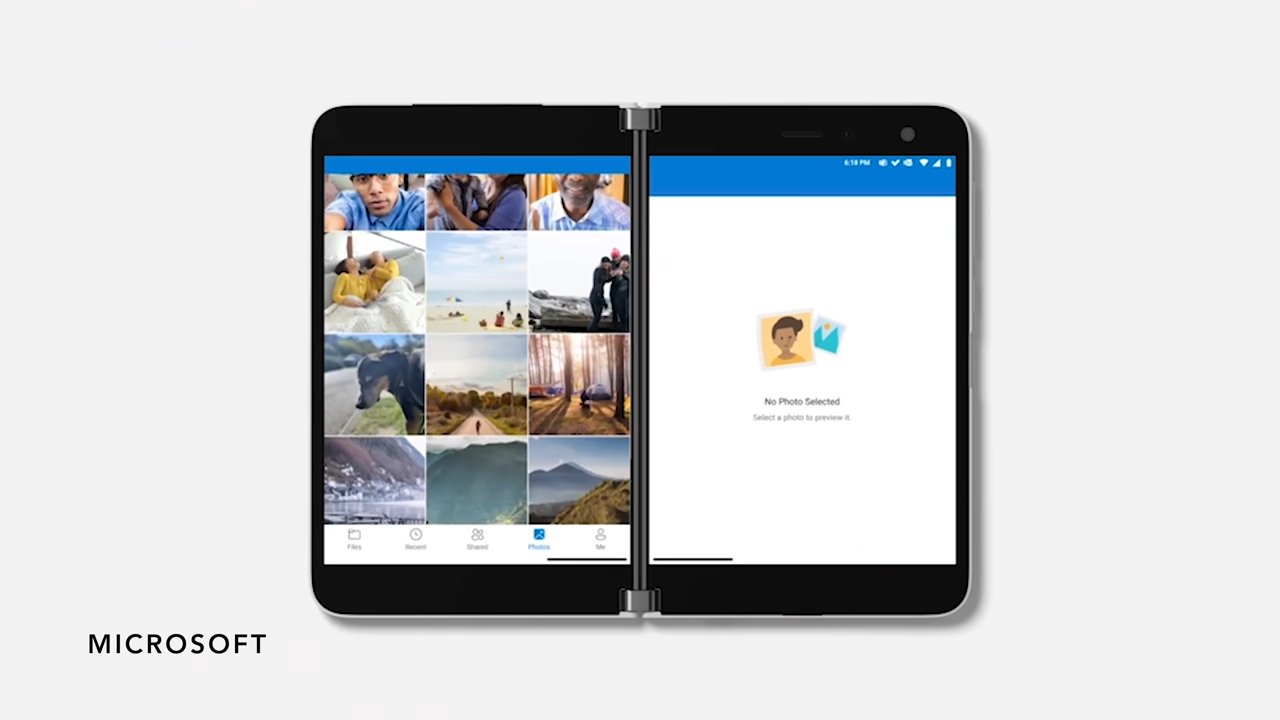 6:18 PM
No Photo Selected
Select a photo to preview it.
Files
Recent
Shared
Photos
Me
MICROSOFT